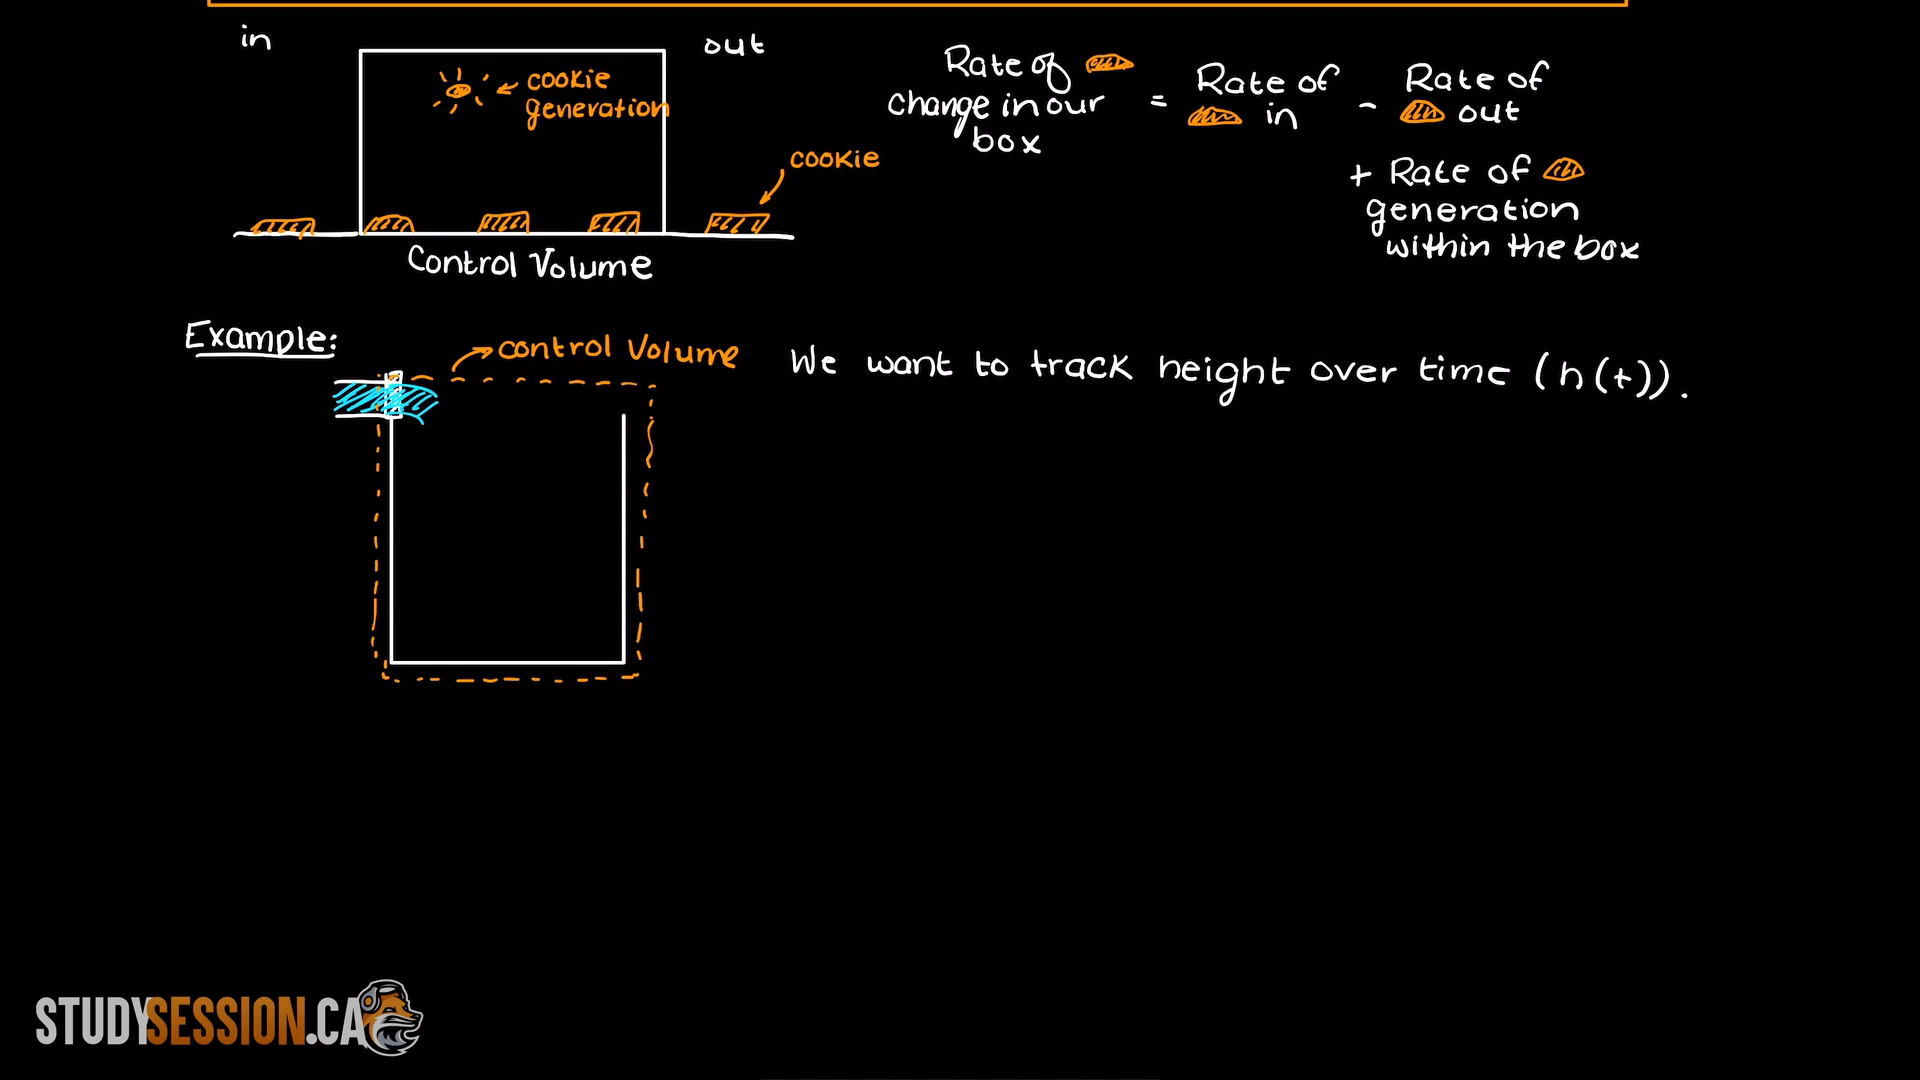 in
out
cookie
generation
cookie
Control Volume
Rate of
change in our
box
=
Rate of
in
-
Rate of
out
+ Rate of
generation
within the box
Example:
control Volume
We want to track height over time (h(t)).
STUDYSESSION.CA